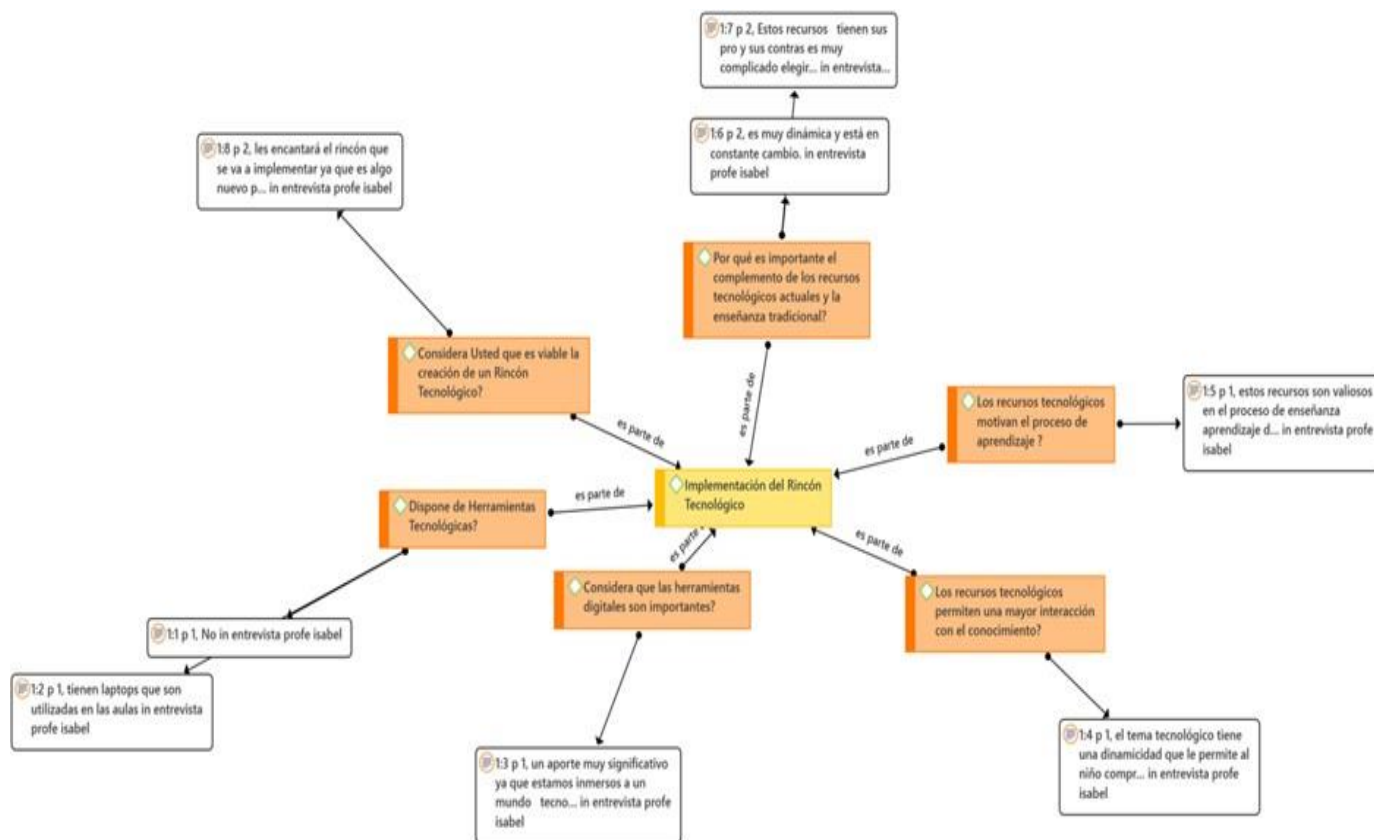 1:7 p 2, Estos recursos tienen sus
pro y sus contras es muy
complicado elegir... in entrevista...
1:6 p 2, es muy dinámica y está en
constante cambio. in entrevista
profe isabel
1:8 p 2, les encantará el rincón que
se va a implementar ya que es algo
nuevo p... in entrevista profe isabel
Por qué es importante el
complemento de los recursos
tecnológicos actuales y la
enseñanza tradicional?
Considera Usted que es viable la
creación de un Rincón
Tecnológico?
es parte de
es parte de
Los recursos tecnológicos
motivan el proceso de
aprendizaje ?
1:5 p 1, estos recursos son valiosos
en el proceso de enseñanza
aprendizaje d... in entrevista profe
isabel
es parte de
Implementación del Rincón
Tecnológico
Dispone de Herramientas
Tecnológicas?
es parte de
es parte de
es parte de
Considera que las herramientas
digitales son importantes?
Los recursos tecnológicos
permiten una mayor interacción
con el conocimiento?
1:1 p 1, No in entrevista profe isabel
1:2 p 1, tienen laptops que son
utilizadas en las aulas in entrevista
profe isabel
1:3 p 1, un aporte muy significativo
ya que estamos inmersos a un
mundo tecno... in entrevista profe
isabel
1:4 p 1, el tema tecnológico tiene
una dinamicidad que le permite al
niño compr... in entrevista profe
isabel